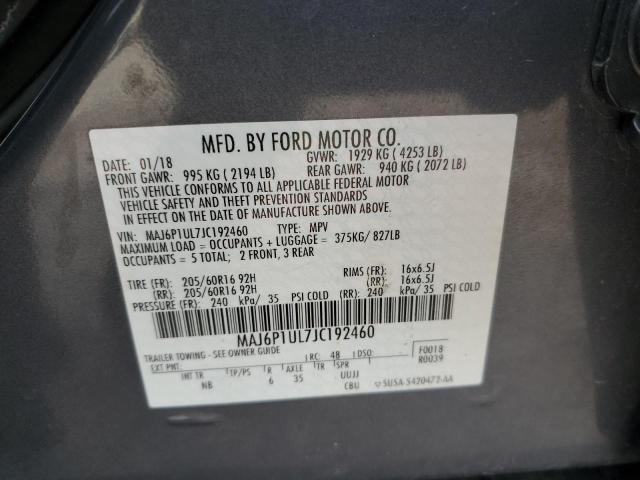 MFD. BY FORD MOTOR CO.
DATE: 01/18 GVWR: 1929 KG ( 4253 LB)
FRONT GAWR: 995 KG ( 2194 LB) REAR GAWR: 940 KG ( 2072 LB)
THIS VEHICLE CONFORMS TO ALL APPLICABLE FEDERAL MOTOR
VEHICLE SAFETY AND THEFT PREVENTION STANDARDS
IN EFFECT ON THE DATE OF MANUFACTURE SHOWN ABOVE.
VIN: MAJ6P1UL7JC192460 TYPE: MPV
MAXIMUM LOAD = OCCUPANTS + LUGGAGE = 375KG/ 827LB
OCCUPANTS = 5 TOTAL; 2 FRONT, 3 REAR
TIRE (FR): 205/60R16 92H RIMS (FR): 16x6.5J
(RR): 205/60R16 92H (RR): 16x6.5J
PRESSURE (FR): 240 kPa/ 35 PSI COLD (RR): 240 kPa/ 35 PSI COLD
MAJ6P1UL7JC192460
TRAILER TOWING - SEE OWNER GUIDE RC: 48 DSO: F0018
EXT PNT: R0039
INT TR TP/PS R AXLE TR SPR UUJJ
NB 6 35 CBU 5U5A-5420472-AA